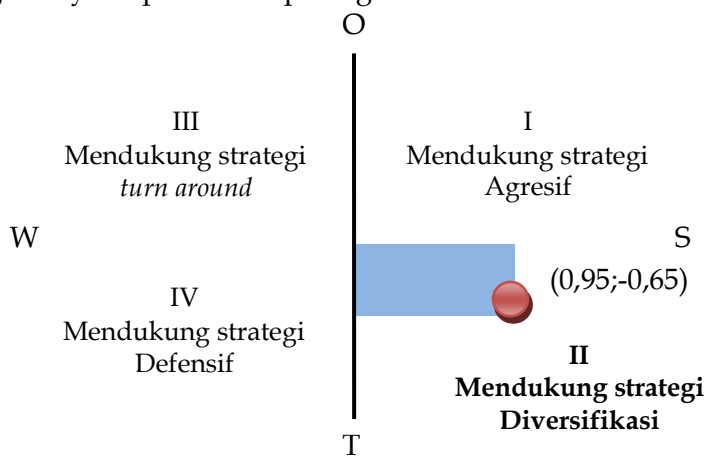 O
III
Mendukung strategi
turn around
I
Mendukung strategi
Agresif
W
S
(0,95;-0,65)
IV
Mendukung strategi
Defensif
II
Mendukung strategi
Diversifikasi
T